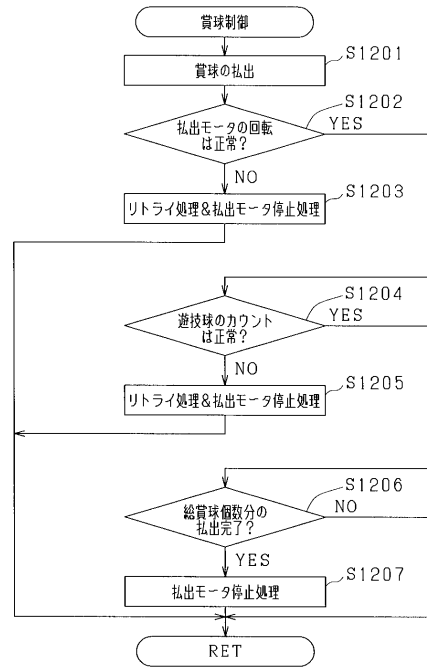 賞球制御
賞球の払出
S1201
払出モータの回転
は正常？
S1202
YES
NO
リトライ処理&払出モータ停止処理
S1203
遊技球のカウント
は正常？
S1204
YES
NO
リトライ処理&払出モータ停止処理
S1205
総賞球個数分の
払出完了？
S1206
NO
YES
払出モータ停止処理
S1207
RET